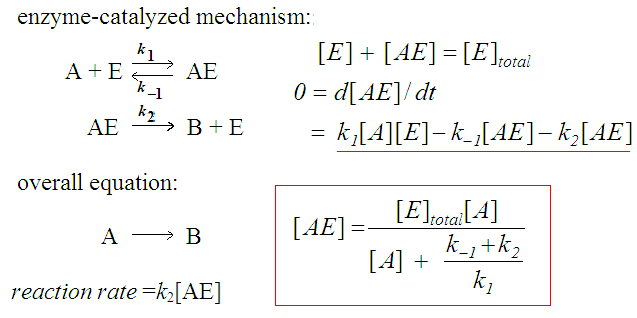 enzyme-catalyzed mechanism:
A + E ⇌ AE
k₁
k₋₁
AE → B + E
k₂
[E] + [AE] = [E]total
0 = d[AE]/dt
= k₁[A][E] – k₋₁[AE] – k₂[AE]
overall equation:
A → B
reaction rate =k₂[AE]
[AE] = [E]total[A] / ([A] + (k₋₁+k₂)/k₁)